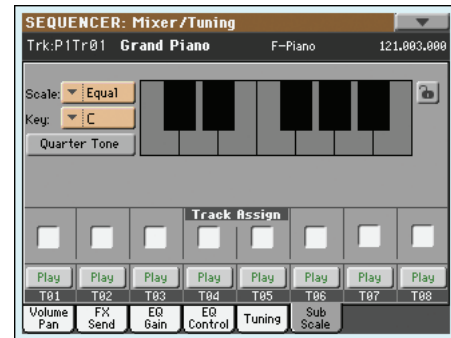 SEQUENCER: Mixer/Tuning
Trk:P1Tr01 Grand Piano F-Piano 121.003.000
Scale: Equal
Key: C
Quarter Tone
Track Assign
Play Play Play Play Play Play Play Play
T01 T02 T03 T04 T05 T06 T07 T08
Volume Pan FX Send EQ Gain EQ Control Tuning Sub Scale